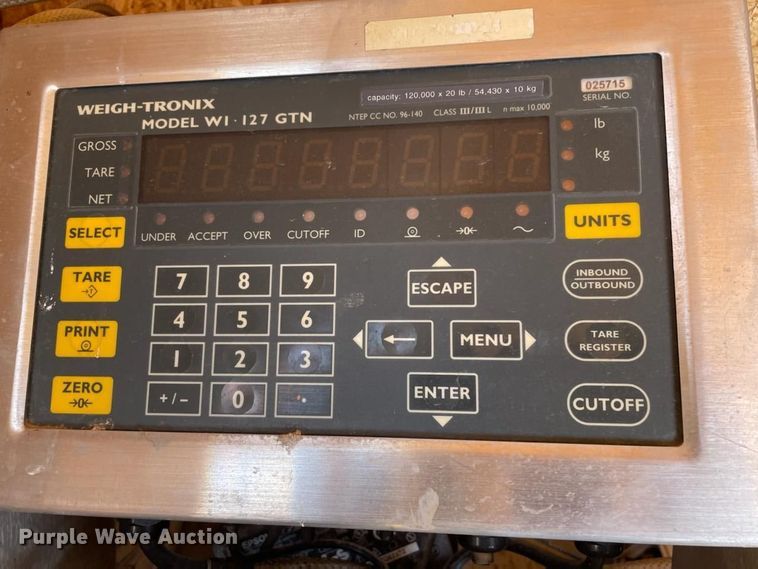 capacity: 120,000 x 20 lb / 54,430 x 10 kg
025715
SERIAL NO.
WEIGH-TRONIX
MODEL WI·127 GTN
NTEP CC NO. 96-140 CLASS III/III L n max 10,000
GROSS
TARE
NET
lb
kg
SELECT
UNDER ACCEPT OVER CUTOFF ID →0←
UNITS
TARE
→T←
PRINT
ZERO
→0←
7 8 9
4 5 6
1 2 3
+/− 0 .
ESCAPE
← MENU
ENTER
INBOUND
OUTBOUND
TARE
REGISTER
CUTOFF
EPSON
Purple Wave Auction